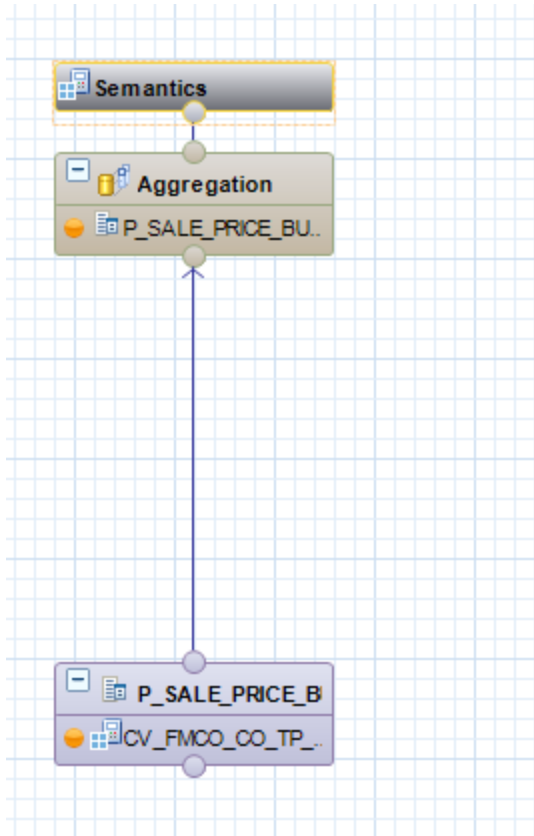 Semantics
Aggregation
P_SALE_PRICE_BU..
P_SALE_PRICE_B
CV_FMCO_CO_TP_..